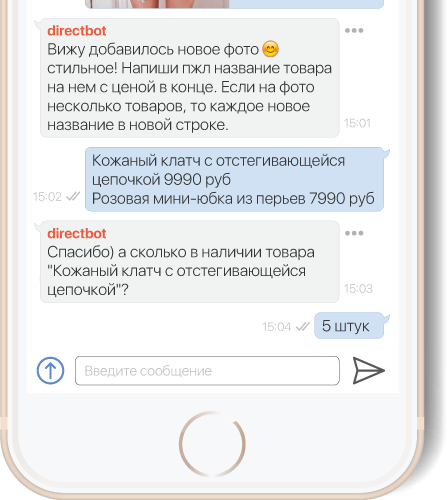 directbot
Вижу добавилось новое фото 😊
стильное! Напиши пжл название товара
на нем с ценой в конце. Если на фото
несколько товаров, то каждое новое
название в новой строке.
15:01
Кожаный клатч с отстегивающейся
цепочкой 9990 руб
Розовая мини-юбка из перьев 7990 руб
15:02
directbot
Спасибо) а сколько в наличии товара
"Кожаный клатч с отстегивающейся
цепочкой"?
15:03
15:04
5 штук
Введите сообщение